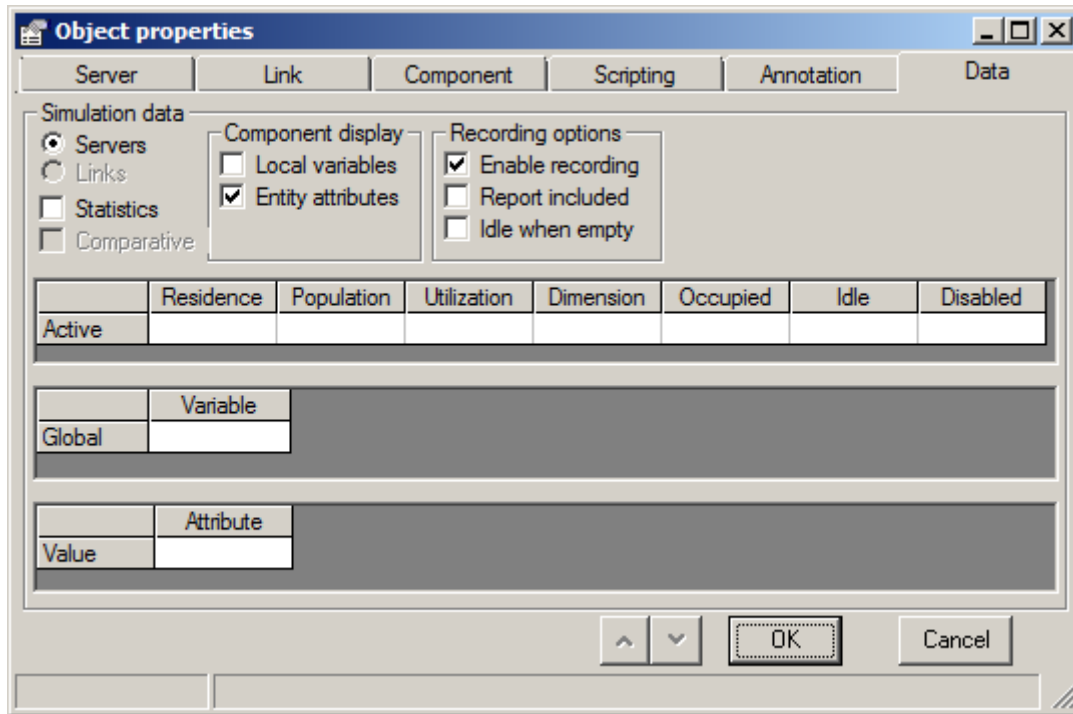 Object properties
Server Link Component Scripting Annotation Data
Simulation data
Component display
Recording options
Servers
Local variables
Enable recording
Links
Entity attributes
Report included
Statistics
Idle when empty
Comparative
Residence Population Utilization Dimension Occupied Idle Disabled
Active
Variable
Global
Attribute
Value
OK Cancel